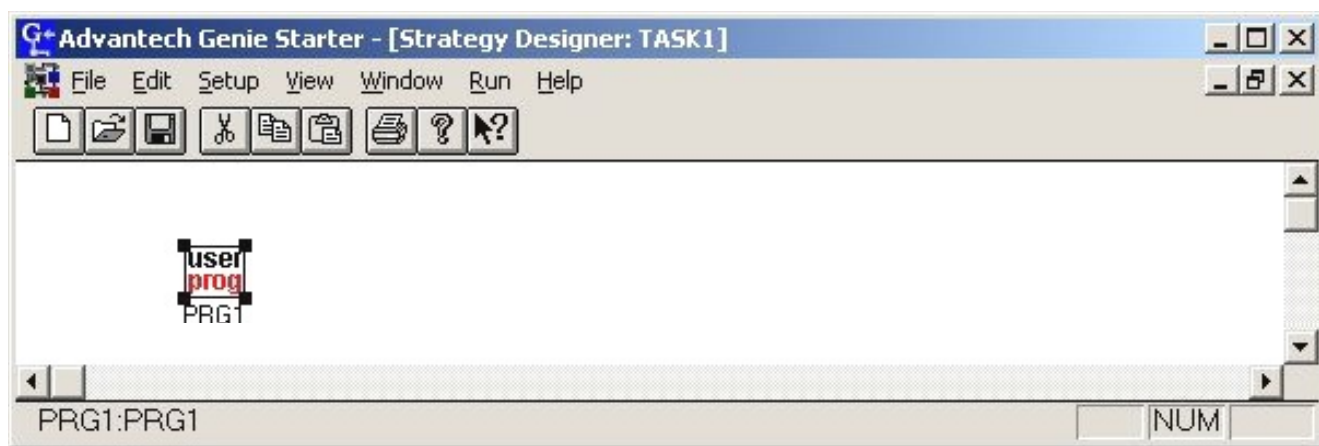 Advantech Genie Starter - [Strategy Designer: TASK1]
File Edit Setup View Window Run Help
user
prog
PRG1
PRG1:PRG1
NUM